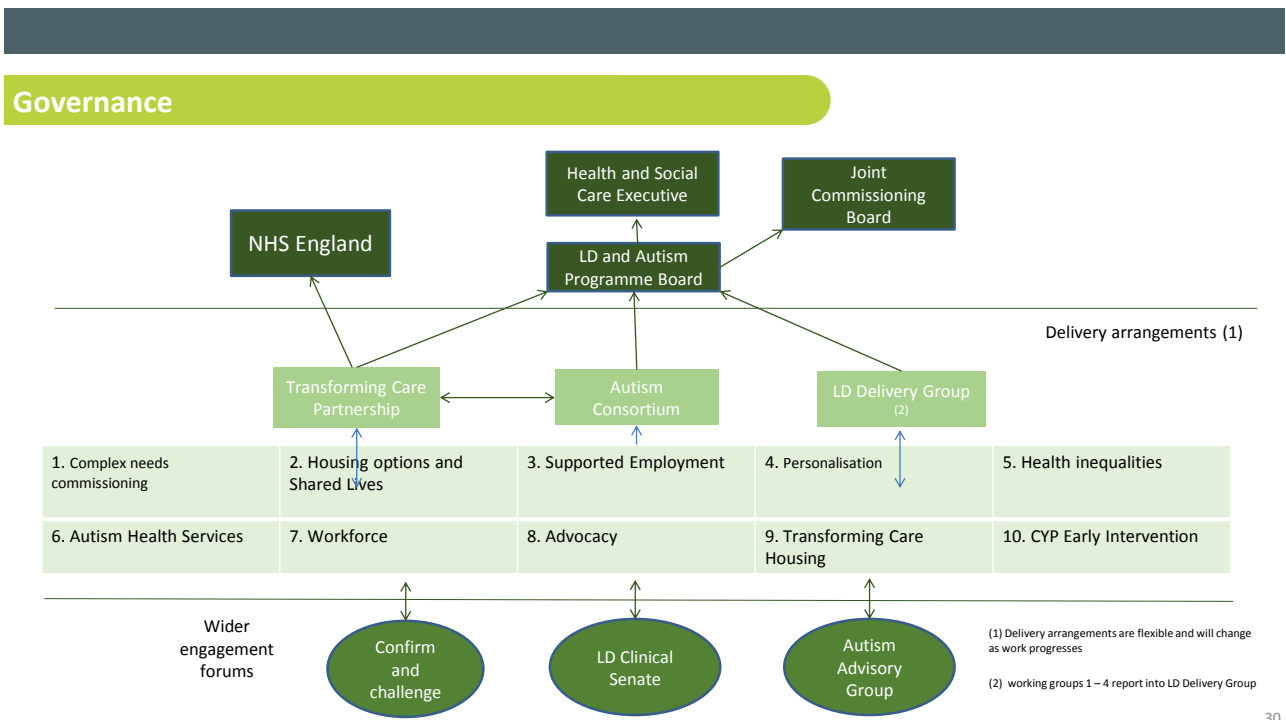 Governance
Health and Social
Care Executive
Joint
Commissioning
Board
NHS England
LD and Autism
Programme Board
Delivery arrangements (1)
Transforming Care
Partnership
Autism
Consortium
LD Delivery Group
(2)
1. Complex needs
commissioning
2. Housing options and
Shared Lives
3. Supported Employment
4. Personalisation
5. Health inequalities
6. Autism Health Services
7. Workforce
8. Advocacy
9. Transforming Care
Housing
10. CYP Early Intervention
Wider
engagement
forums
Confirm
and
challenge
LD Clinical
Senate
Autism
Advisory
Group
(1) Delivery arrangements are flexible and will change
as work progresses
(2) working groups 1 – 4 report into LD Delivery Group
30